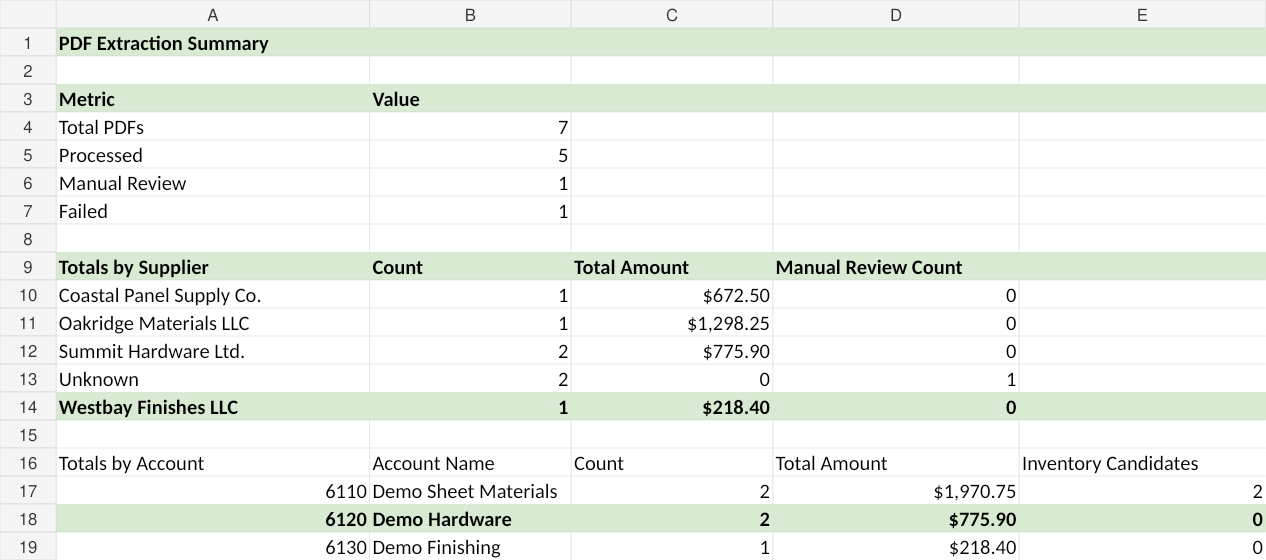 A B C D E
1 PDF Extraction Summary
2
3 Metric Value
4 Total PDFs 7
5 Processed 5
6 Manual Review 1
7 Failed 1
8
9 Totals by Supplier Count Total Amount Manual Review Count
10 Coastal Panel Supply Co. 1 $672.50 0
11 Oakridge Materials LLC 1 $1,298.25 0
12 Summit Hardware Ltd. 2 $775.90 0
13 Unknown 2 0 1
14 Westbay Finishes LLC 1 $218.40 0
15
16 Totals by Account Account Name Count Total Amount Inventory Candidates
17 6110 Demo Sheet Materials 2 $1,970.75 2
18 6120 Demo Hardware 2 $775.90 0
19 6130 Demo Finishing 1 $218.40 0